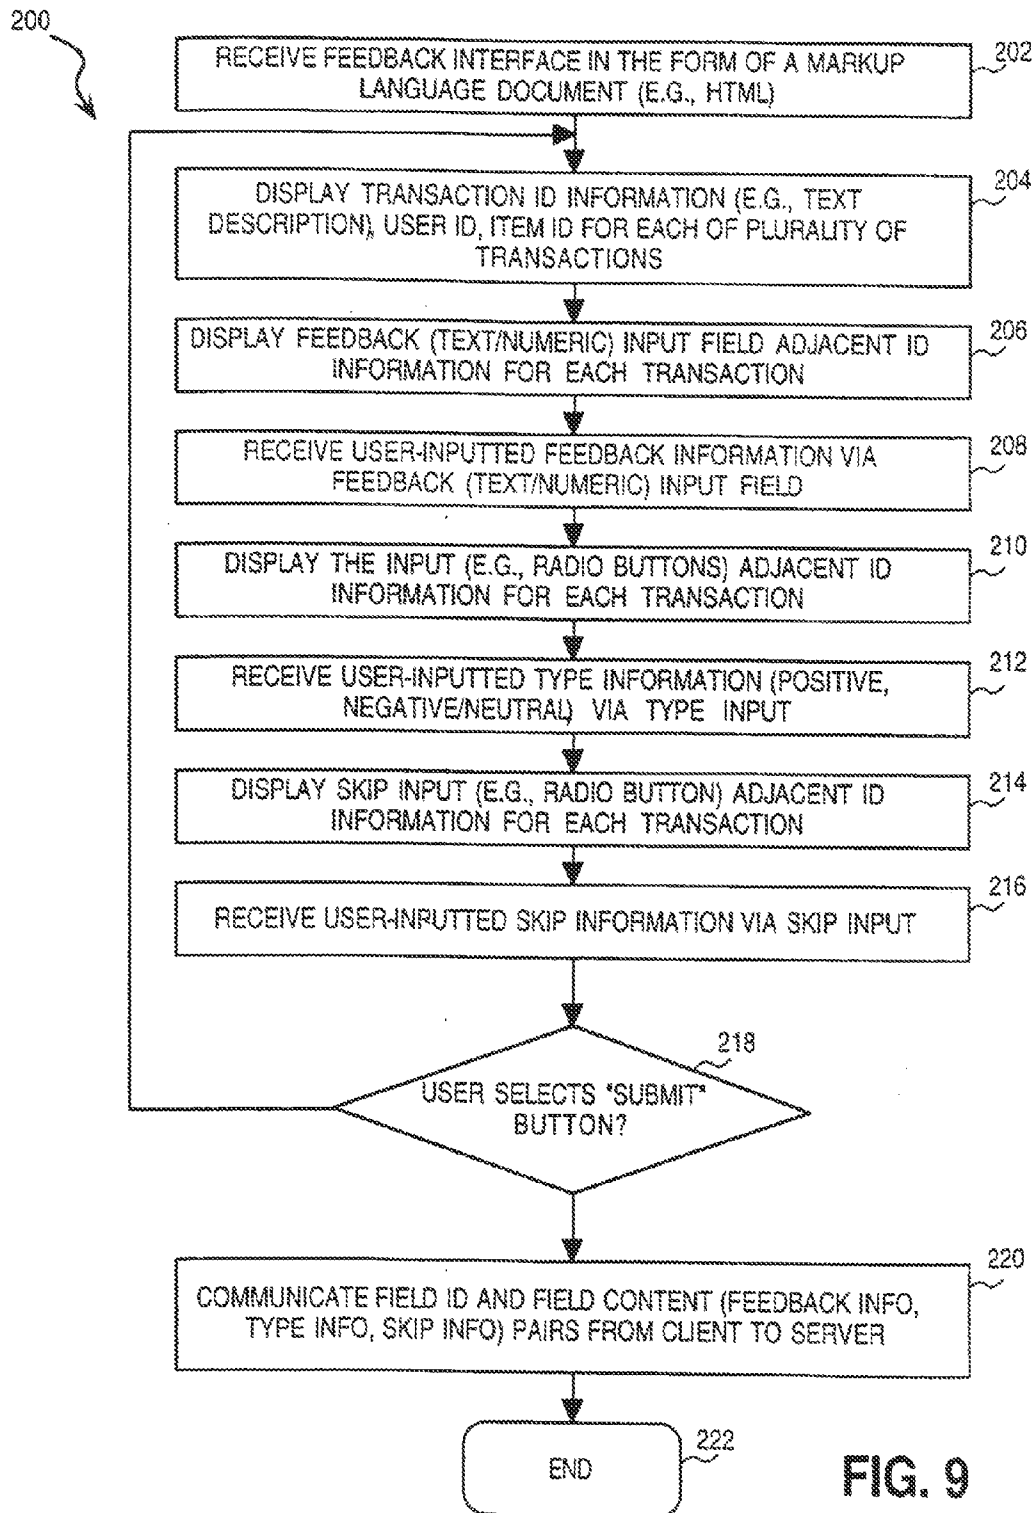 200
RECEIVE FEEDBACK INTERFACE IN THE FORM OF A MARKUP
LANGUAGE DOCUMENT (E.G., HTML)
202
DISPLAY TRANSACTION ID INFORMATION (E.G., TEXT
DESCRIPTION), USER ID, ITEM ID FOR EACH OF PLURALITY OF
TRANSACTIONS
204
DISPLAY FEEDBACK (TEXT/NUMERIC) INPUT FIELD ADJACENT ID
INFORMATION FOR EACH TRANSACTION
206
RECEIVE USER-INPUTTED FEEDBACK INFORMATION VIA
FEEDBACK (TEXT/NUMERIC) INPUT FIELD
208
DISPLAY THE INPUT (E.G., RADIO BUTTONS) ADJACENT ID
INFORMATION FOR EACH TRANSACTION
210
RECEIVE USER-INPUTTED TYPE INFORMATION (POSITIVE,
NEGATIVE/NEUTRAL) VIA TYPE INPUT
212
DISPLAY SKIP INPUT (E.G., RADIO BUTTON) ADJACENT ID
INFORMATION FOR EACH TRANSACTION
214
RECEIVE USER-INPUTTED SKIP INFORMATION VIA SKIP INPUT
216
USER SELECTS "SUBMIT"
BUTTON?
218
COMMUNICATE FIELD ID AND FIELD CONTENT (FEEDBACK INFO,
TYPE INFO, SKIP INFO) PAIRS FROM CLIENT TO SERVER
220
END
222
FIG. 9